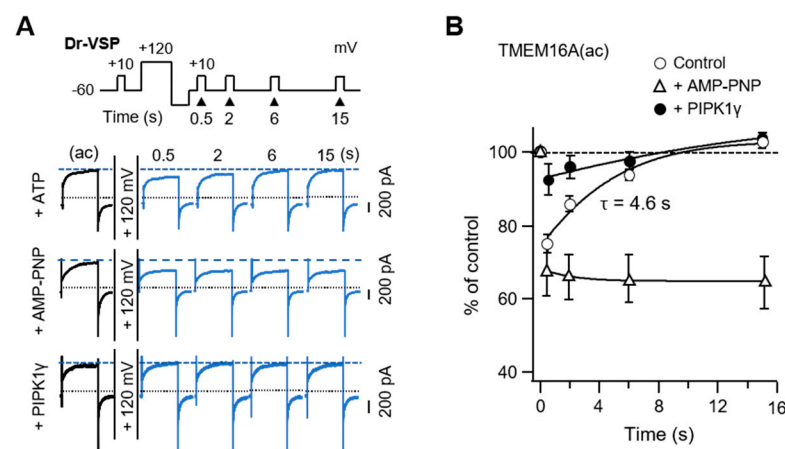 A
Dr-VSP
+120
mV
+10
+10
-60
Time (s)
0.5 2 6 15
(ac)
0.5 2 6 15 (s)
+ ATP
+120 mV
200 pA
+ AMP-PNP
+120 mV
200 pA
+ PIPK1γ
+120 mV
200 pA
B
TMEM16A(ac)
Control
+ AMP-PNP
+ PIPK1γ
% of control
100
80
60
40
τ = 4.6 s
0 4 8 12 16
Time (s)